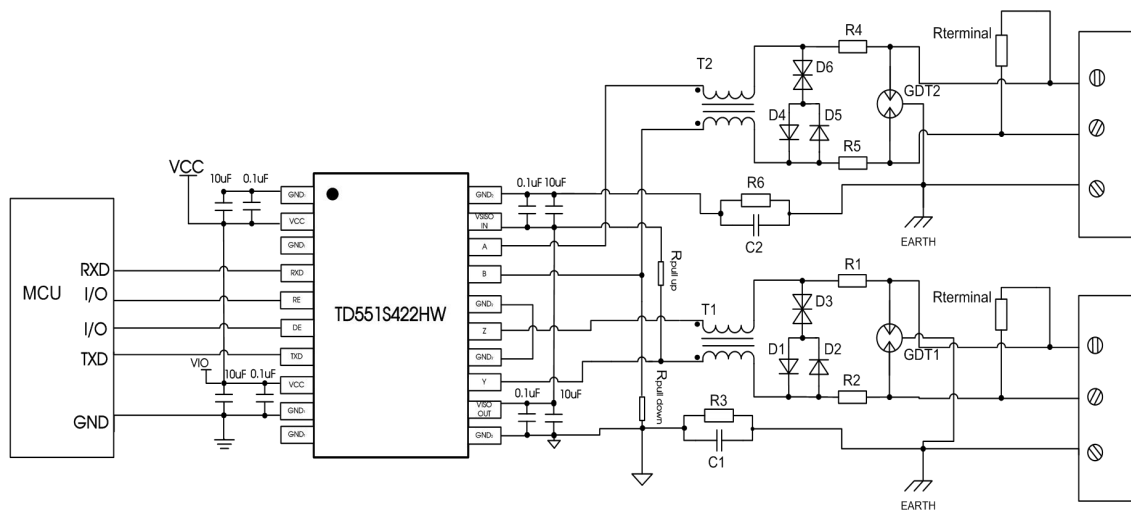 R4
Rterminal
T2
D6
GDT2
D4
D5
VCC
R5
10uF
0.1uF
0.1uF
10uF
GND₁
GND₂
R6
VCC
VSISO IN
C2
GND₁
A
EARTH
RXD
RXD
B
Rpull up
R1
MCU
I/O
RE
GND₂
D3
Rterminal
TD551S422HW
T1
I/O
DE
Z
GDT1
TXD
TXD
GND₂
D1
D2
VIO
10uF
0.1uF
VCC
Y
R2
Rpull down
0.1uF
10uF
GND
GND₁
VISO OUT
R3
GND₁
GND₂
C1
EARTH